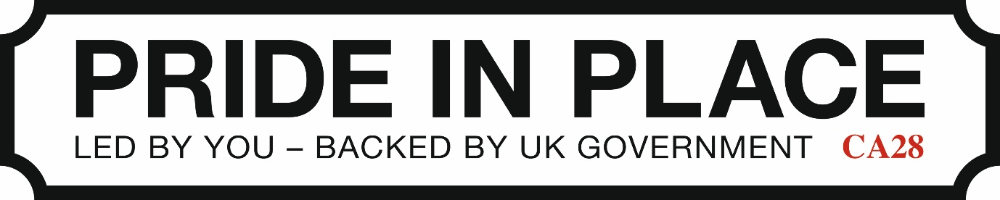 PRIDE IN PLACE
LED BY YOU – BACKED BY UK GOVERNMENT CA28